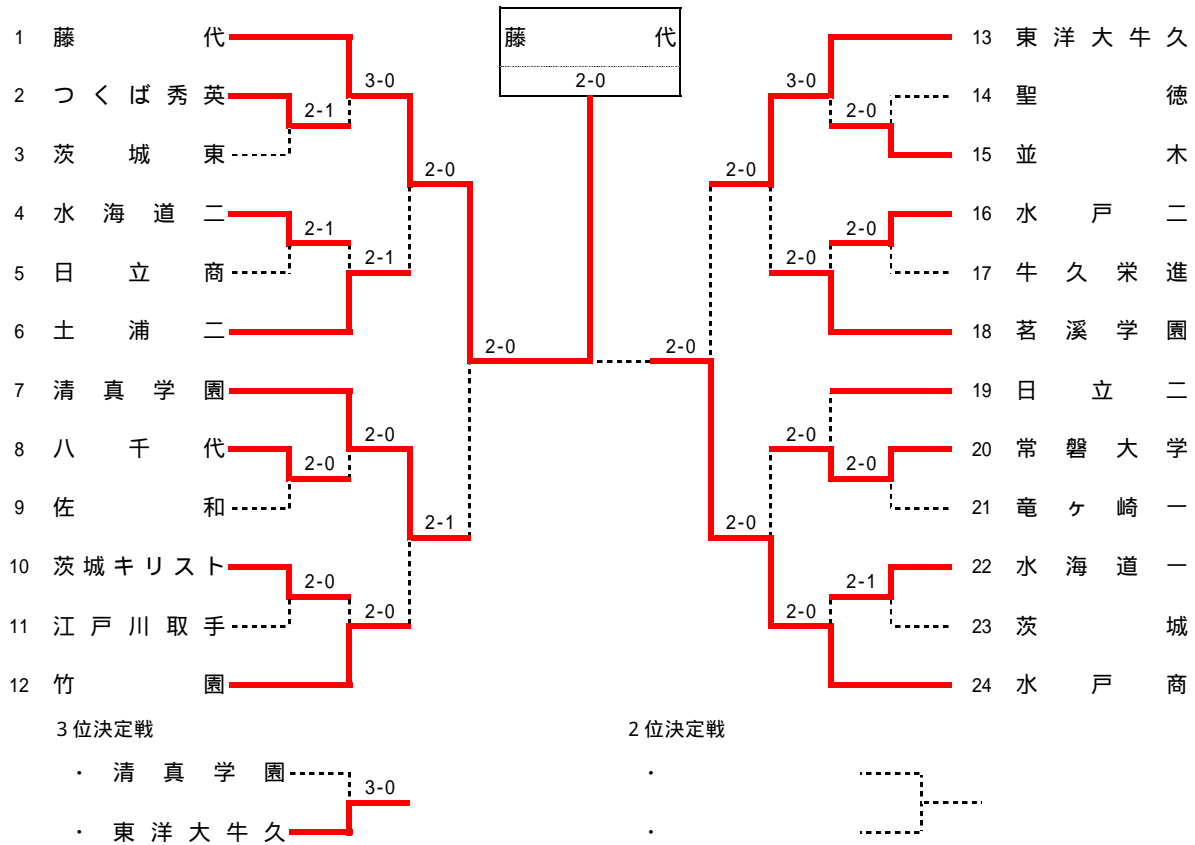 藤代
2-0
1 藤代
2 つくば秀英
3 茨城東
4 水海道二
5 日立商
6 土浦二
7 清真学園
8 八千代
9 佐和
10 茨城キリスト
11 江戸川取手
12 竹園
3-0
2-1
2-0
2-1
2-1
2-0
2-0
2-0
2-1
2-0
2-0
13 東洋大牛久
14 聖徳
15 並木
16 水戸二
17 牛久栄進
18 茗溪学園
19 日立二
20 常磐大学
21 竜ヶ崎一
22 水海道一
23 茨城
24 水戸商
3-0
2-0
2-0
2-0
2-0
2-0
2-0
2-0
2-0
2-1
2-0
3位決定戦
・ 清真学園
3-0
・ 東洋大牛久
2位決定戦
・
・